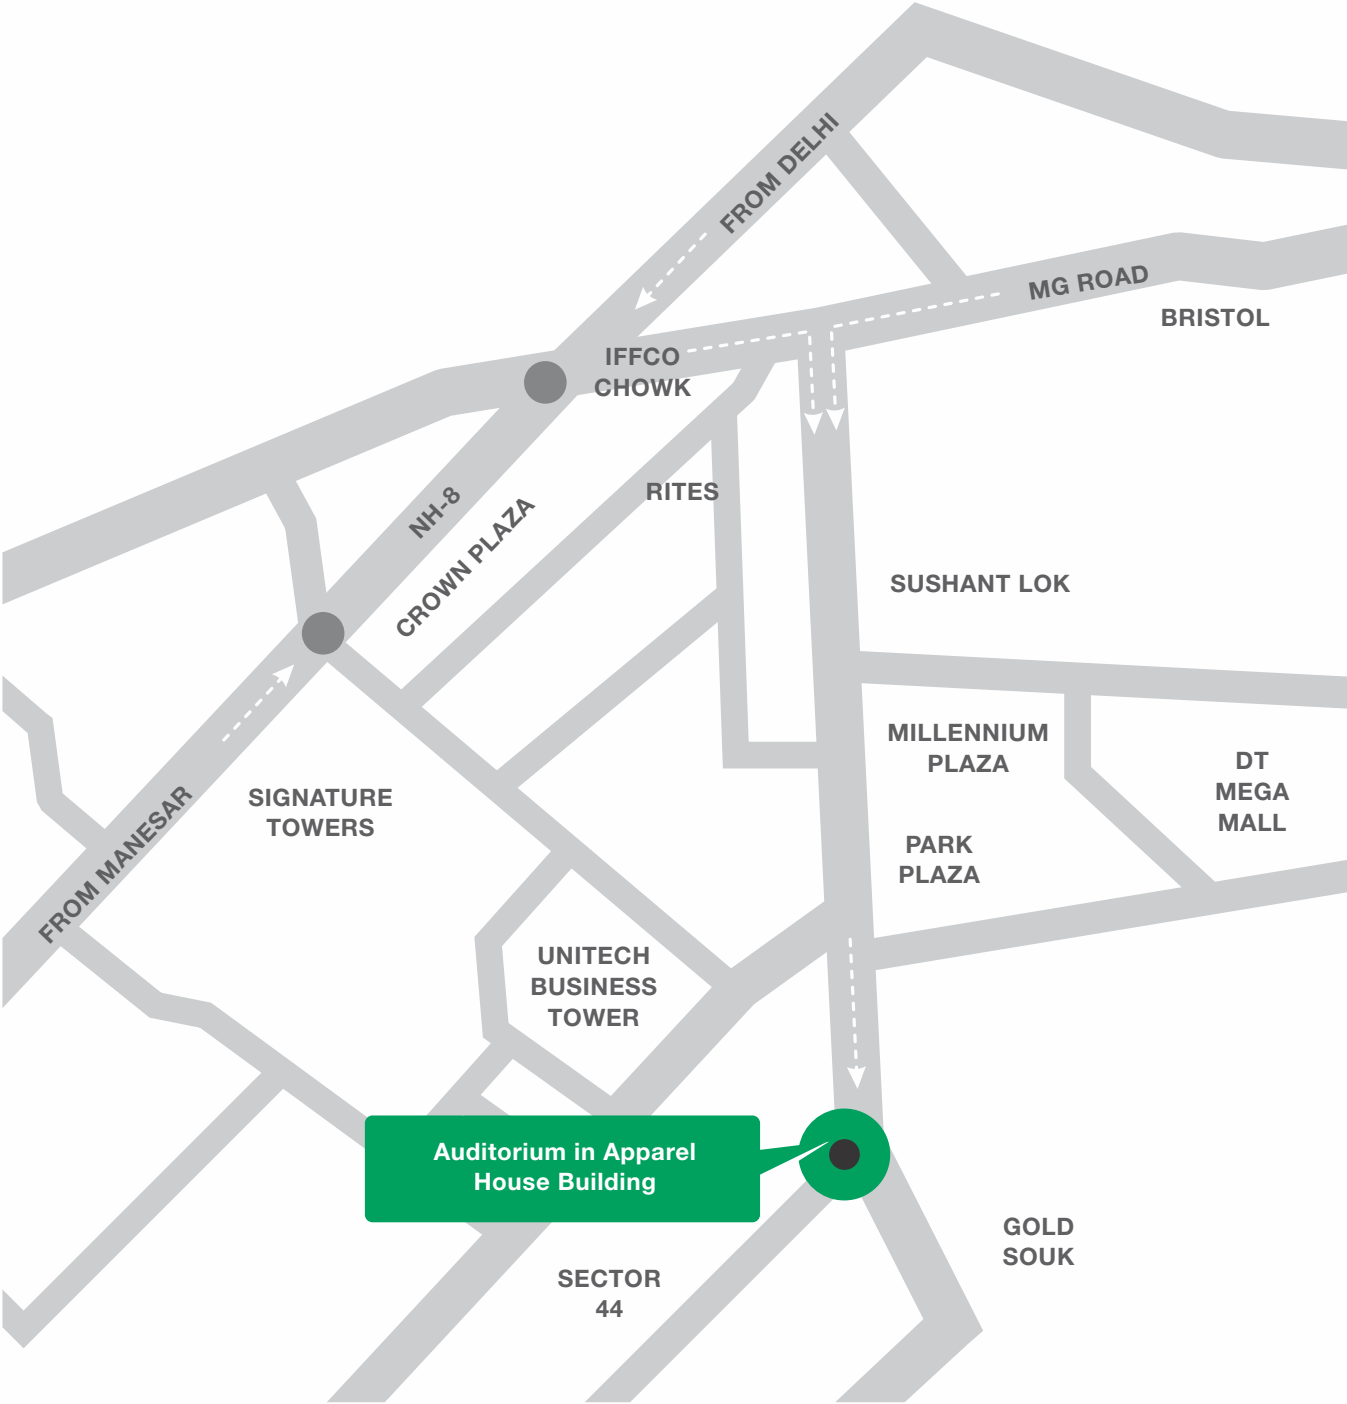 FROM DELHI
MG ROAD
BRISTOL
IFFCO
CHOWK
NH-8
CROWN PLAZA
RITES
SUSHANT LOK
MILLENNIUM
PLAZA
DT
MEGA
MALL
SIGNATURE
TOWERS
PARK
PLAZA
FROM MANESAR
UNITECH
BUSINESS
TOWER
Auditorium in Apparel
House Building
GOLD
SOUK
SECTOR
44